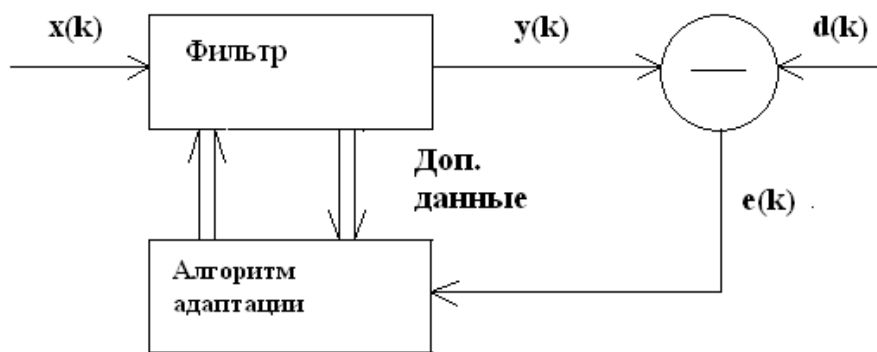 x(k)
Фильтр
y(k)
d(k)
Доп.
данные
e(k)
Алгоритм
адаптации